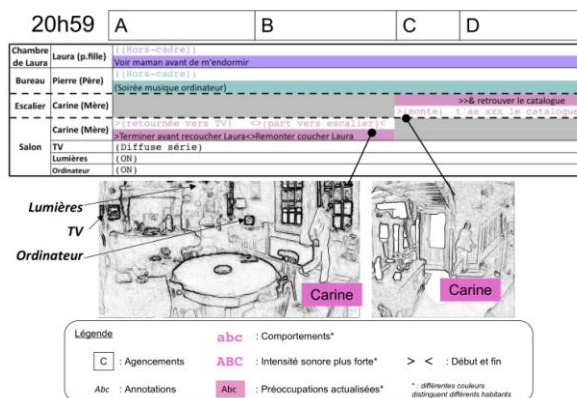 20h59 A B C D
Chambre de Laura Laura (p.fille) ((Hors-cadre))
Voir maman avant de m'endormir
Bureau Pierre (Père) ((Hors-cadre))
(Soirée musique ordinateur)
Escalier Carine (Mère) >>& retrouver le catalogue
>(monte) t'as xxx le catalogue
Salon Carine (Mère) >(retournée vers TV) <>(part vers escalier)<
>Terminer avant recoucher Laura<>Remonter coucher Laura
TV (Diffuse série)
Lumières (ON)
Ordinateur (ON)
Lumières
TV
Ordinateur
Carine
Carine
Légende
abc : Comportements*
C : Agencements ABC : Intensité sonore plus forte* > < : Début et fin
Abc : Annotations Abc : Préoccupations actualisées* * : différentes couleurs
distinguent différents habitants